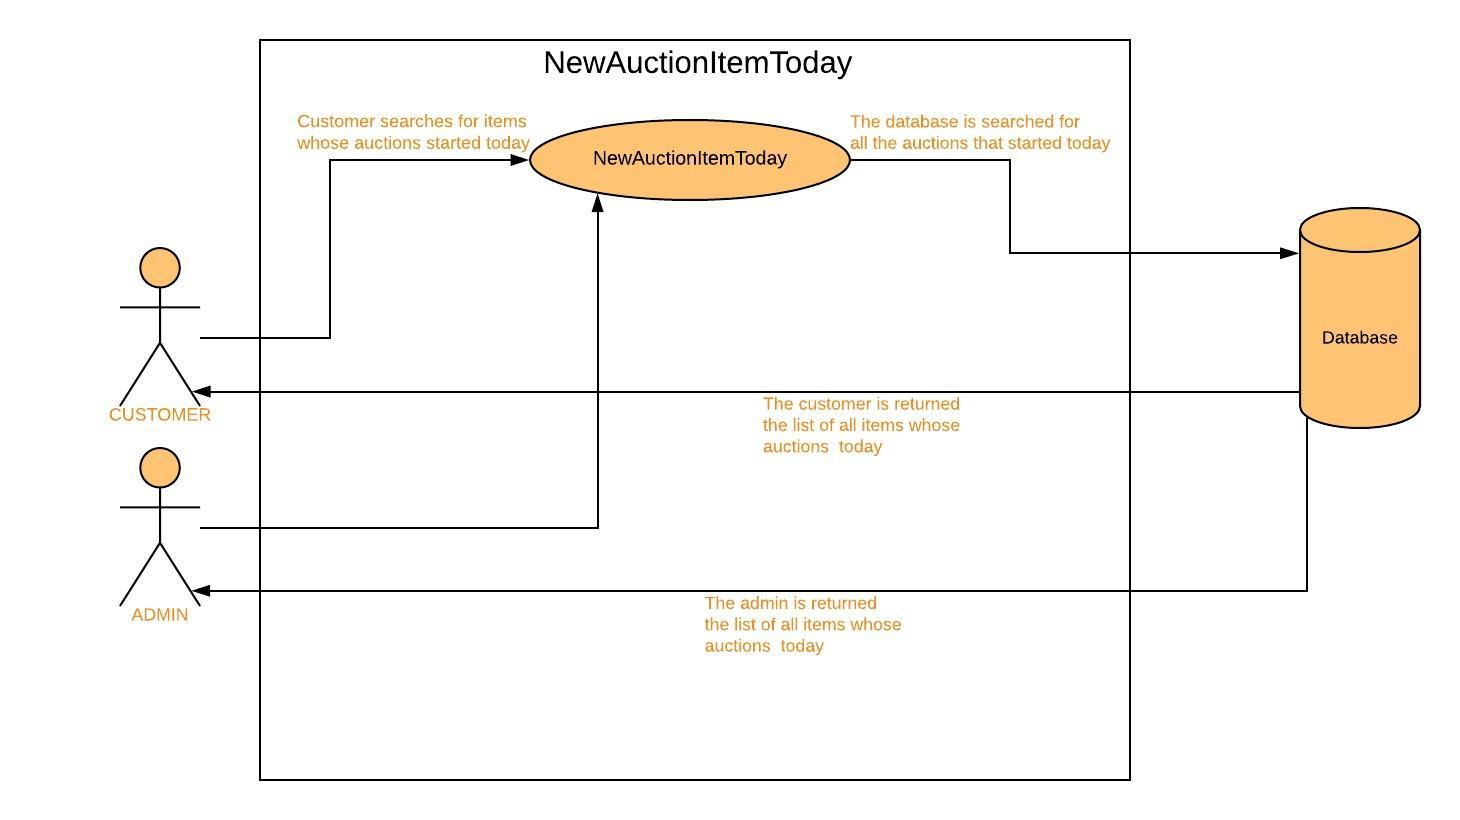 NewAuctionItemToday
Customer searches for items
whose auctions started today
NewAuctionItemToday
The database is searched for
all the auctions that started today
Database
CUSTOMER
The customer is returned
the list of all items whose
auctions  today
ADMIN
The admin is returned
the list of all items whose
auctions  today